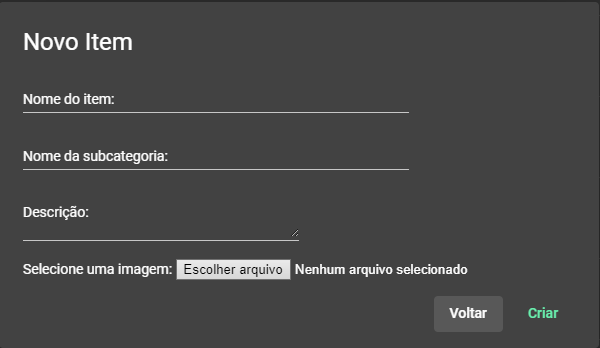 Novo Item
Nome do item:
Nome da subcategoria:
Descrição:
Selecione uma imagem: Escolher arquivo Nenhum arquivo selecionado
Voltar Criar